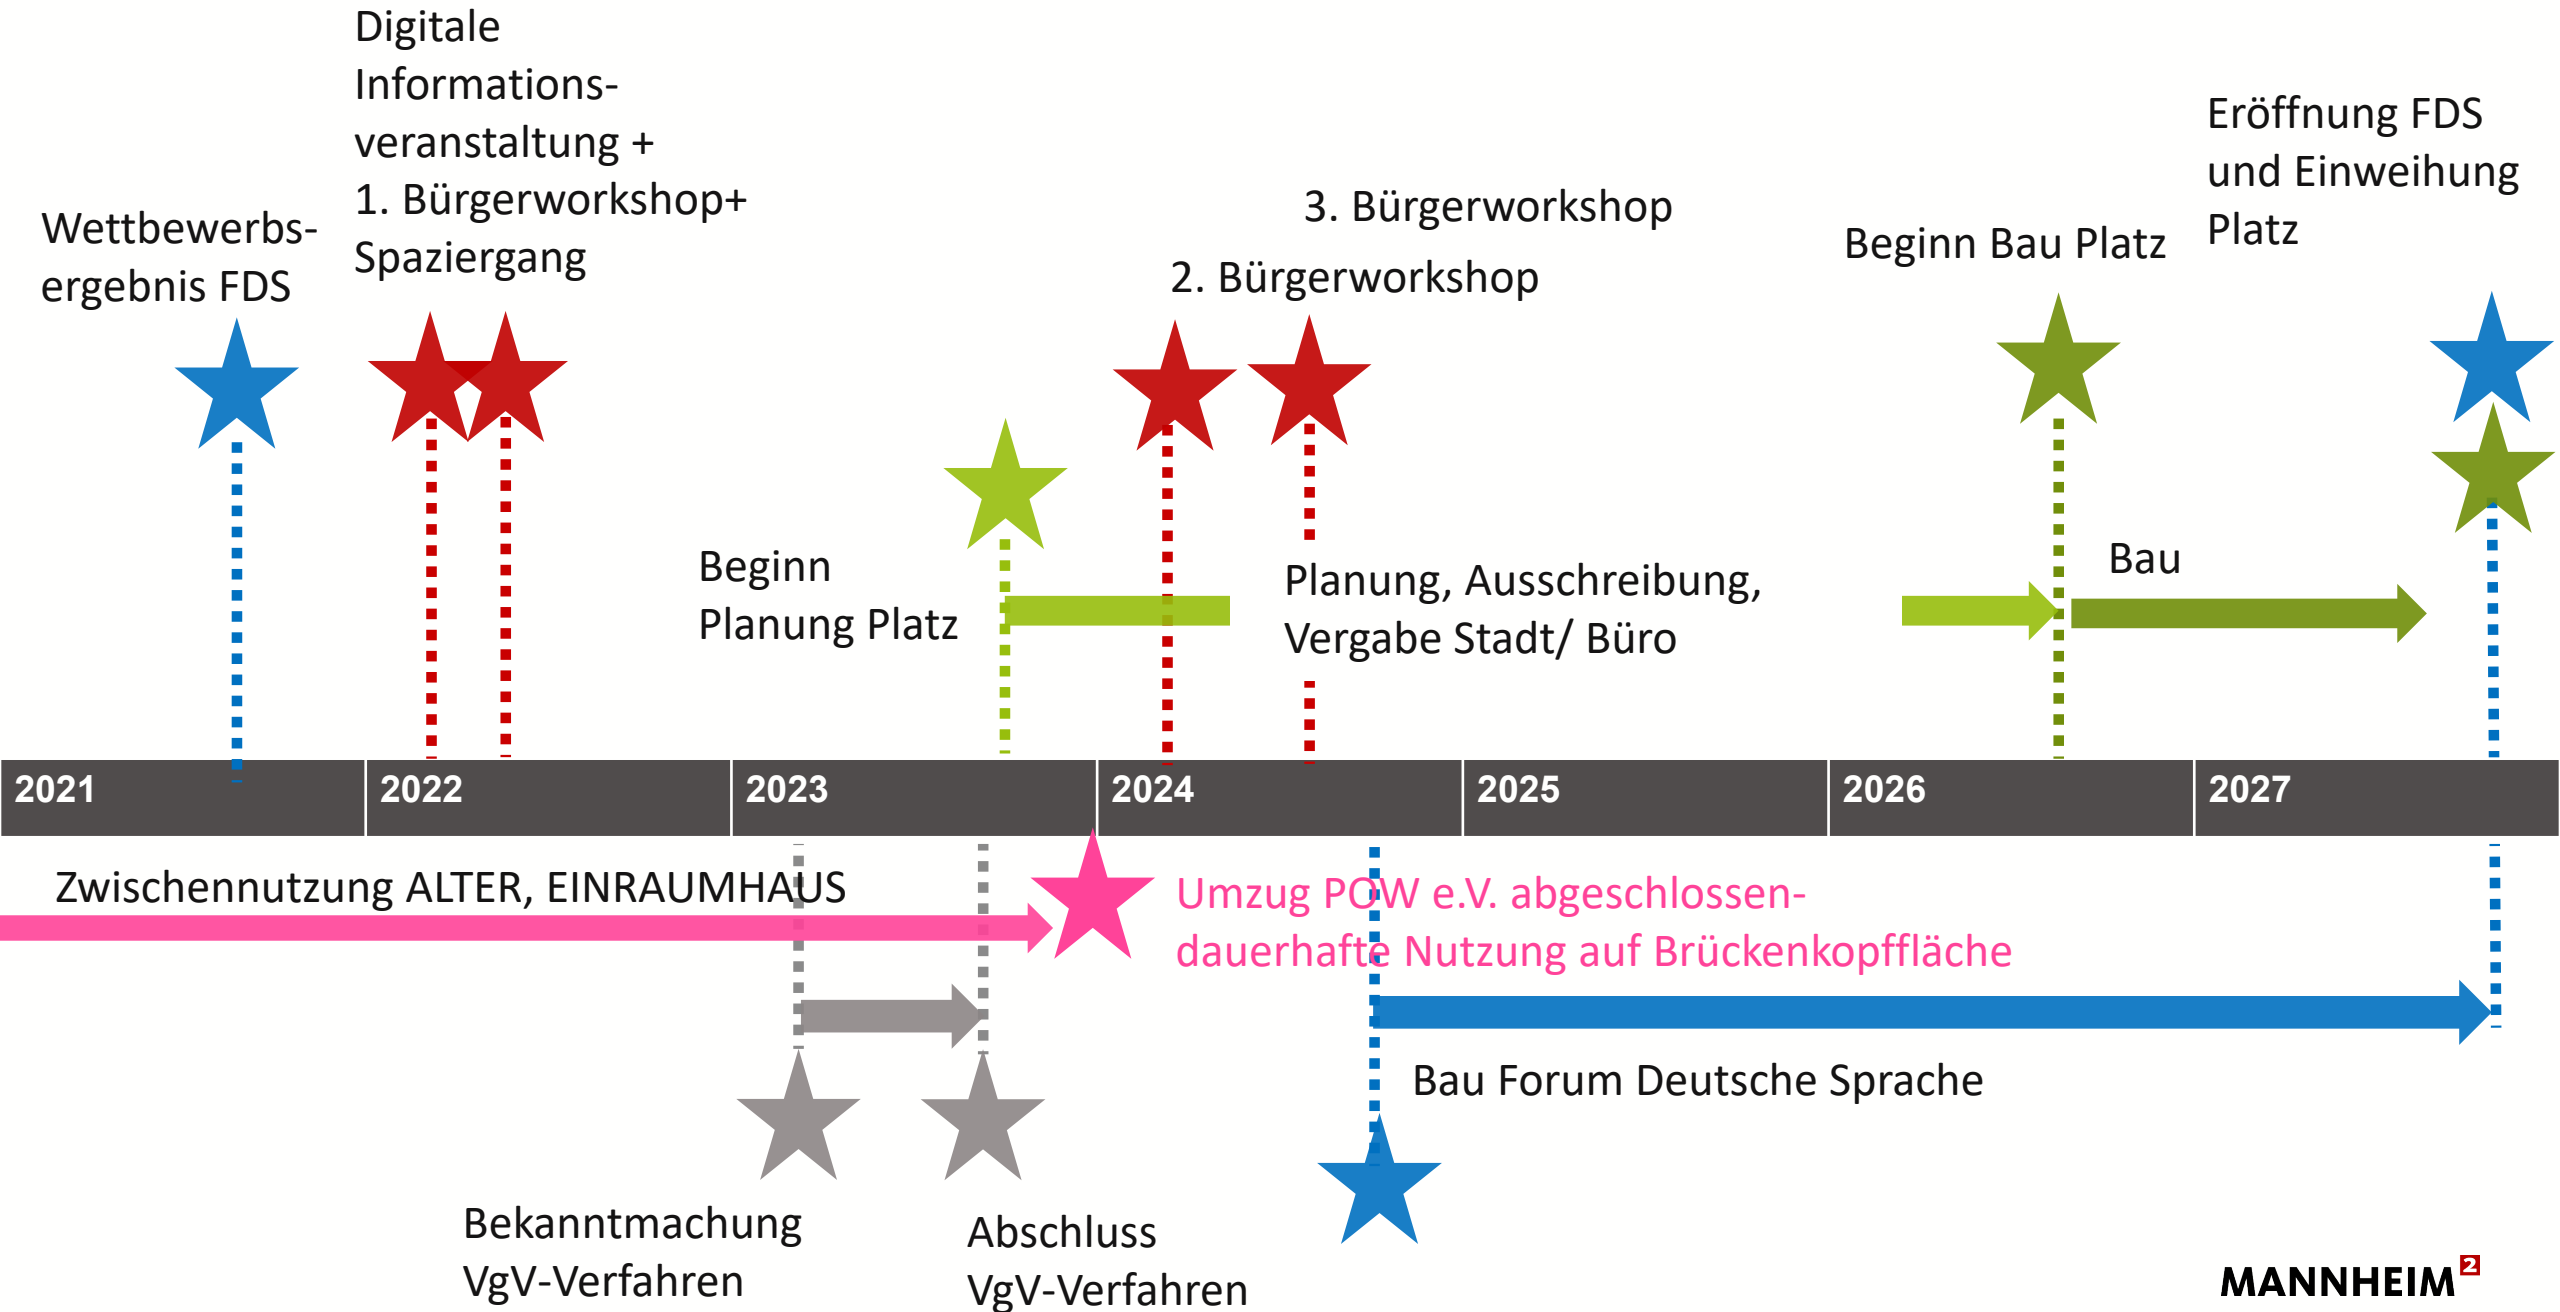 Digitale
Informations-
veranstaltung +
1. Bürgerworkshop+
Spaziergang
Wettbewerbs-
ergebnis FDS
3. Bürgerworkshop
2. Bürgerworkshop
Beginn Bau Platz
Eröffnung FDS
und Einweihung
Platz
Beginn
Planung Platz
Planung, Ausschreibung,
Vergabe Stadt/ Büro
Bau
2021 2022 2023 2024 2025 2026 2027
Zwischennutzung ALTER, EINRAUMHAUS
Umzug POW e.V. abgeschlossen-
dauerhafte Nutzung auf Brückenkopffläche
Bau Forum Deutsche Sprache
Bekanntmachung
VgV-Verfahren
Abschluss
VgV-Verfahren
MANNHEIM²